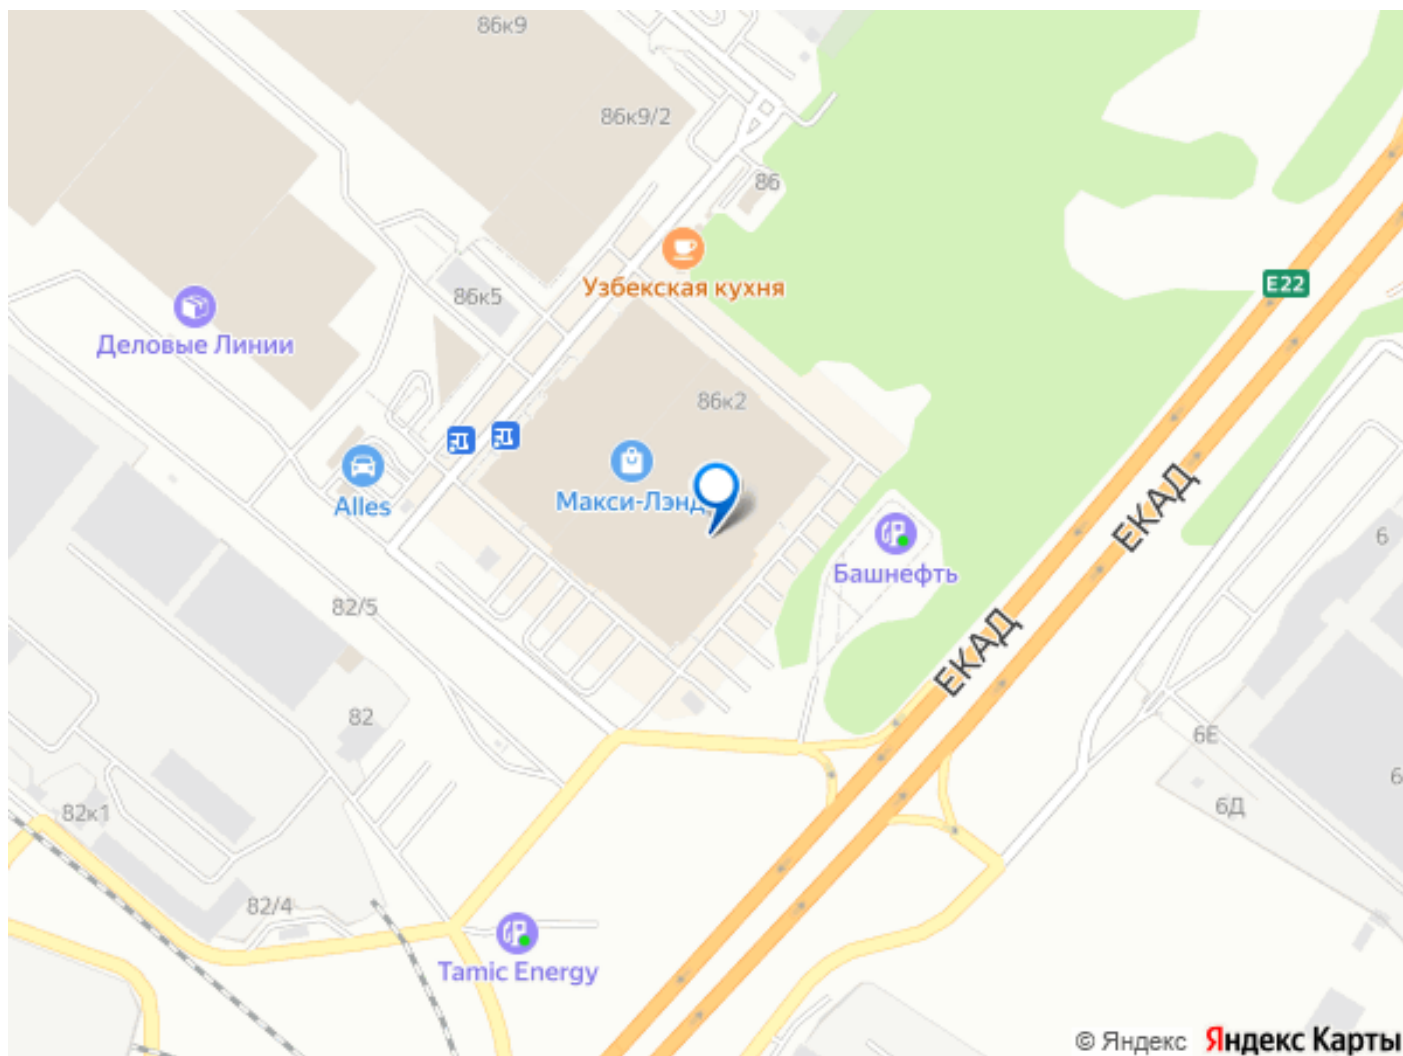 86к9
86к9/2
86
Узбекская кухня
E22
86к5
Деловые Линии
86к2
Макси-Лэнд
Alles
ЕКАД
Башнефть
6
82/5
ЕКАД
82
6Е
6
6Д
82к1
82/4
Tamic Energy
© Яндекс Яндекс Карты